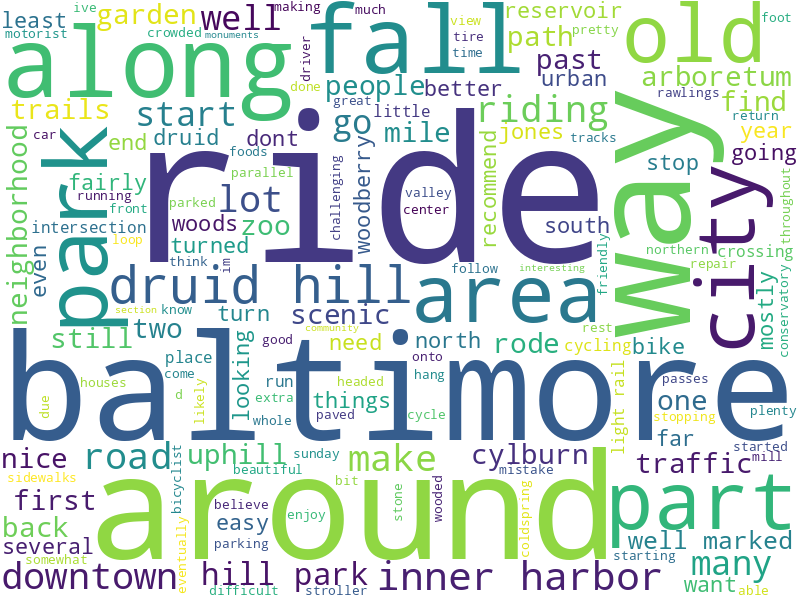 ive
making
much
least
garden
well
fall
view
reservoir
old
motorist
crowded
monuments
along
driver
tire
time
path
pretty
foot
people
better
past
urban
arboretum
trails
start
done
great
little
riding
rawlings
find
return
druid
dont
go
mile
jones
tracks
year
car
end
foods
neighborhood
park
ride
recommend
way
city
going
fairly
running
parallel
challenging
woodberry
stop
parked
lot
valley
center
front
woods
zoo
south
throughout
intersection
loop
turned
northern
crossing
even
think
im
follow
interesting
friendly
repair
mostly
conservatory
druid hill
area
section
know
turn
scenic
community
onto
rest
two
still
looking
good
need
north
rode
cycling
bike
baltimore
place
come
run
headed
hang
passes
light rail
one
houses
d
extra
things
plenty
due
likely
whole
paved
cycle
stopping
far
started
nice
road
uphill
sunday
make
cylburn
traffic
mill
sidewalks
bicyclist
beautiful
bit
mistake
first
around
part
believe
stone
wooded
back
easy
enjoy
coldspring
well marked
several
parking
starting
somewhat
eventually
many
downtown
hill park
inner harbor
want
able
difficult
stroller